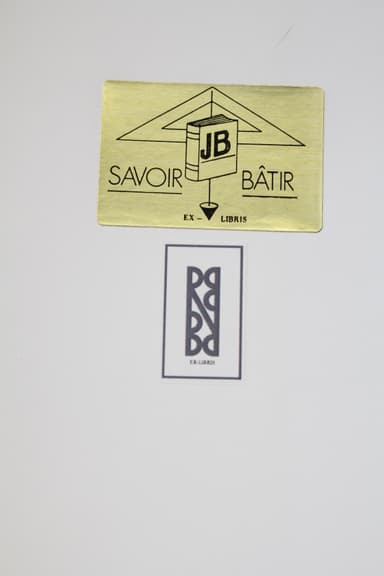 JB
SAVOIR BÂTIR
EX - LIBRIS
EX-LIBRIS